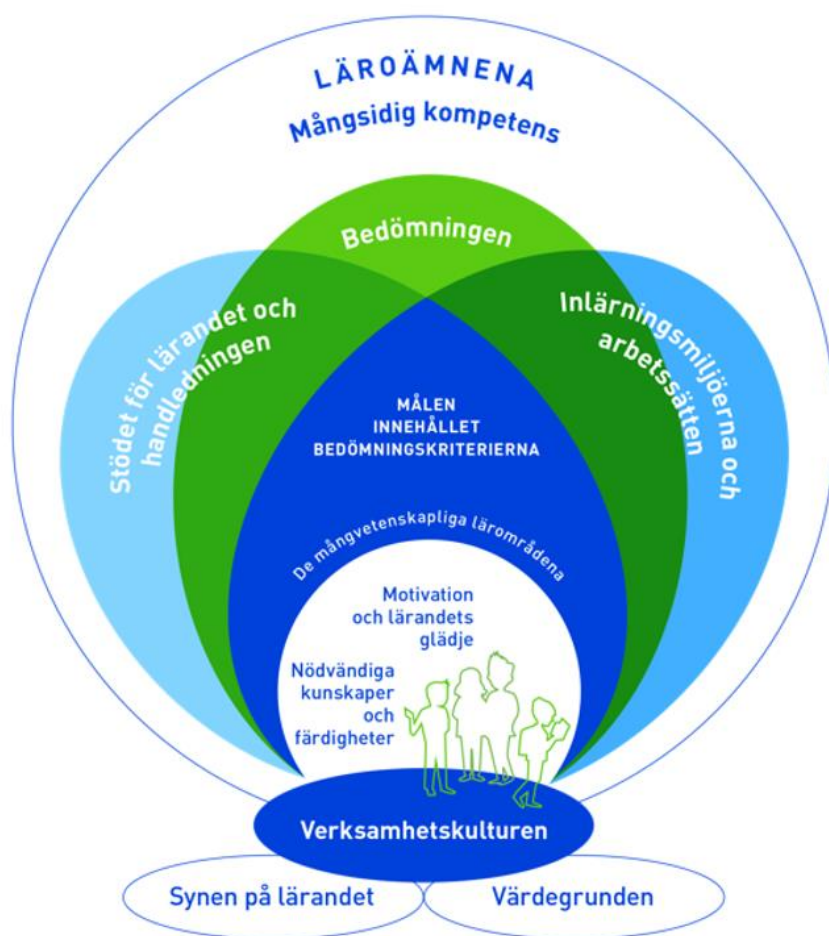 LÄROÄMNENA
Mångsidig kompetens
Bedömningen
Stödet för lärandet och
handledningen
Inlärningsmiljöerna och
arbetssätten
MÅLEN
INNEHÅLLET
BEDÖMNINGSKRITERIERNA
De mångvetenskapliga lärområdena
Motivation
och lärandets
glädje
Nödvändiga
kunskaper
och
färdigheter
Verksamhetskulturen
Synen på lärandet
Värdegrunden